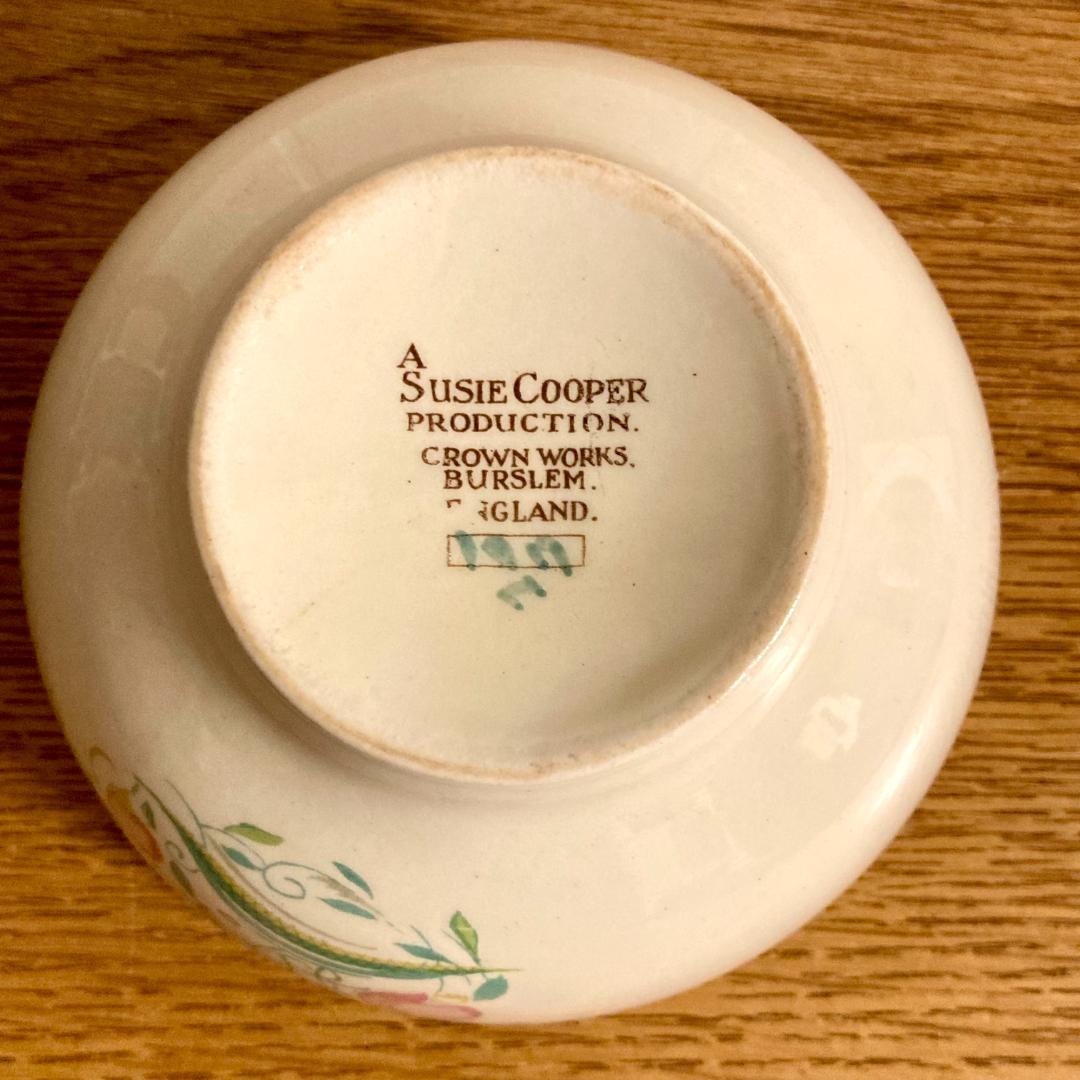 A
SUSIE COOPER
PRODUCTION.
CROWN WORKS,
BURSLEM.
ENGLAND.